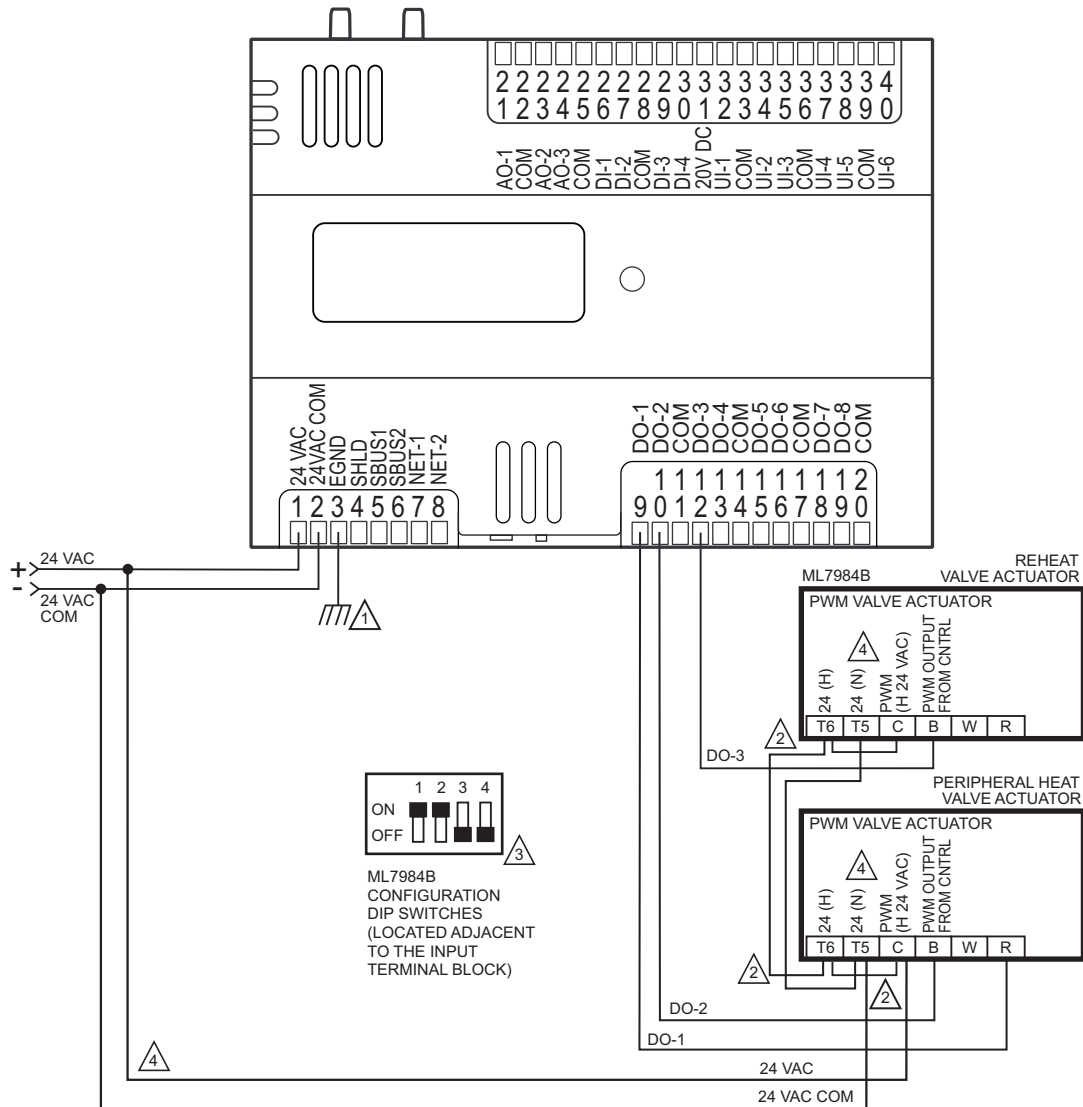 2 2 2 2 2 2 2 2 2 3 3 3 3 3 3 3 3 3 3 4
1 2 3 4 5 6 7 8 9 0 1 2 3 4 5 6 7 8 9 0
AO-1
COM
AO-2
AO-3
COM
DI-1
DI-2
COM
DI-3
DI-4
20V DC
UI-1
COM
UI-2
UI-3
COM
UI-4
UI-5
COM
UI-6
24 VAC
24VAC COM
EGND
SHLD
SBUS1
SBUS2
NET-1
NET-2
1 2 3 4 5 6 7 8
DO-1
DO-2
COM
DO-3
DO-4
COM
DO-5
DO-6
COM
DO-7
DO-8
COM
1 1 1 1 1 1 1 1 1 1 2
9 0 1 2 3 4 5 6 7 8 9 0
+ 24 VAC
- 24 VAC
COM
1
REHEAT
VALVE ACTUATOR
ML7984B
PWM VALVE ACTUATOR
4
24 (H)
24 (N)
PWM
(H 24 VAC)
PWM OUTPUT
FROM CNTRL
T6 T5 C B W R
2
DO-3
PERIPHERAL HEAT
VALVE ACTUATOR
PWM VALVE ACTUATOR
4
24 (H)
24 (N)
PWM
(H 24 VAC)
PWM OUTPUT
FROM CNTRL
T6 T5 C B W R
2
2
1 2 3 4
ON
OFF
3
ML7984B
CONFIGURATION
DIP SWITCHES
(LOCATED ADJACENT
TO THE INPUT
TERMINAL BLOCK)
DO-2
DO-1
4
24 VAC
24 VAC COM